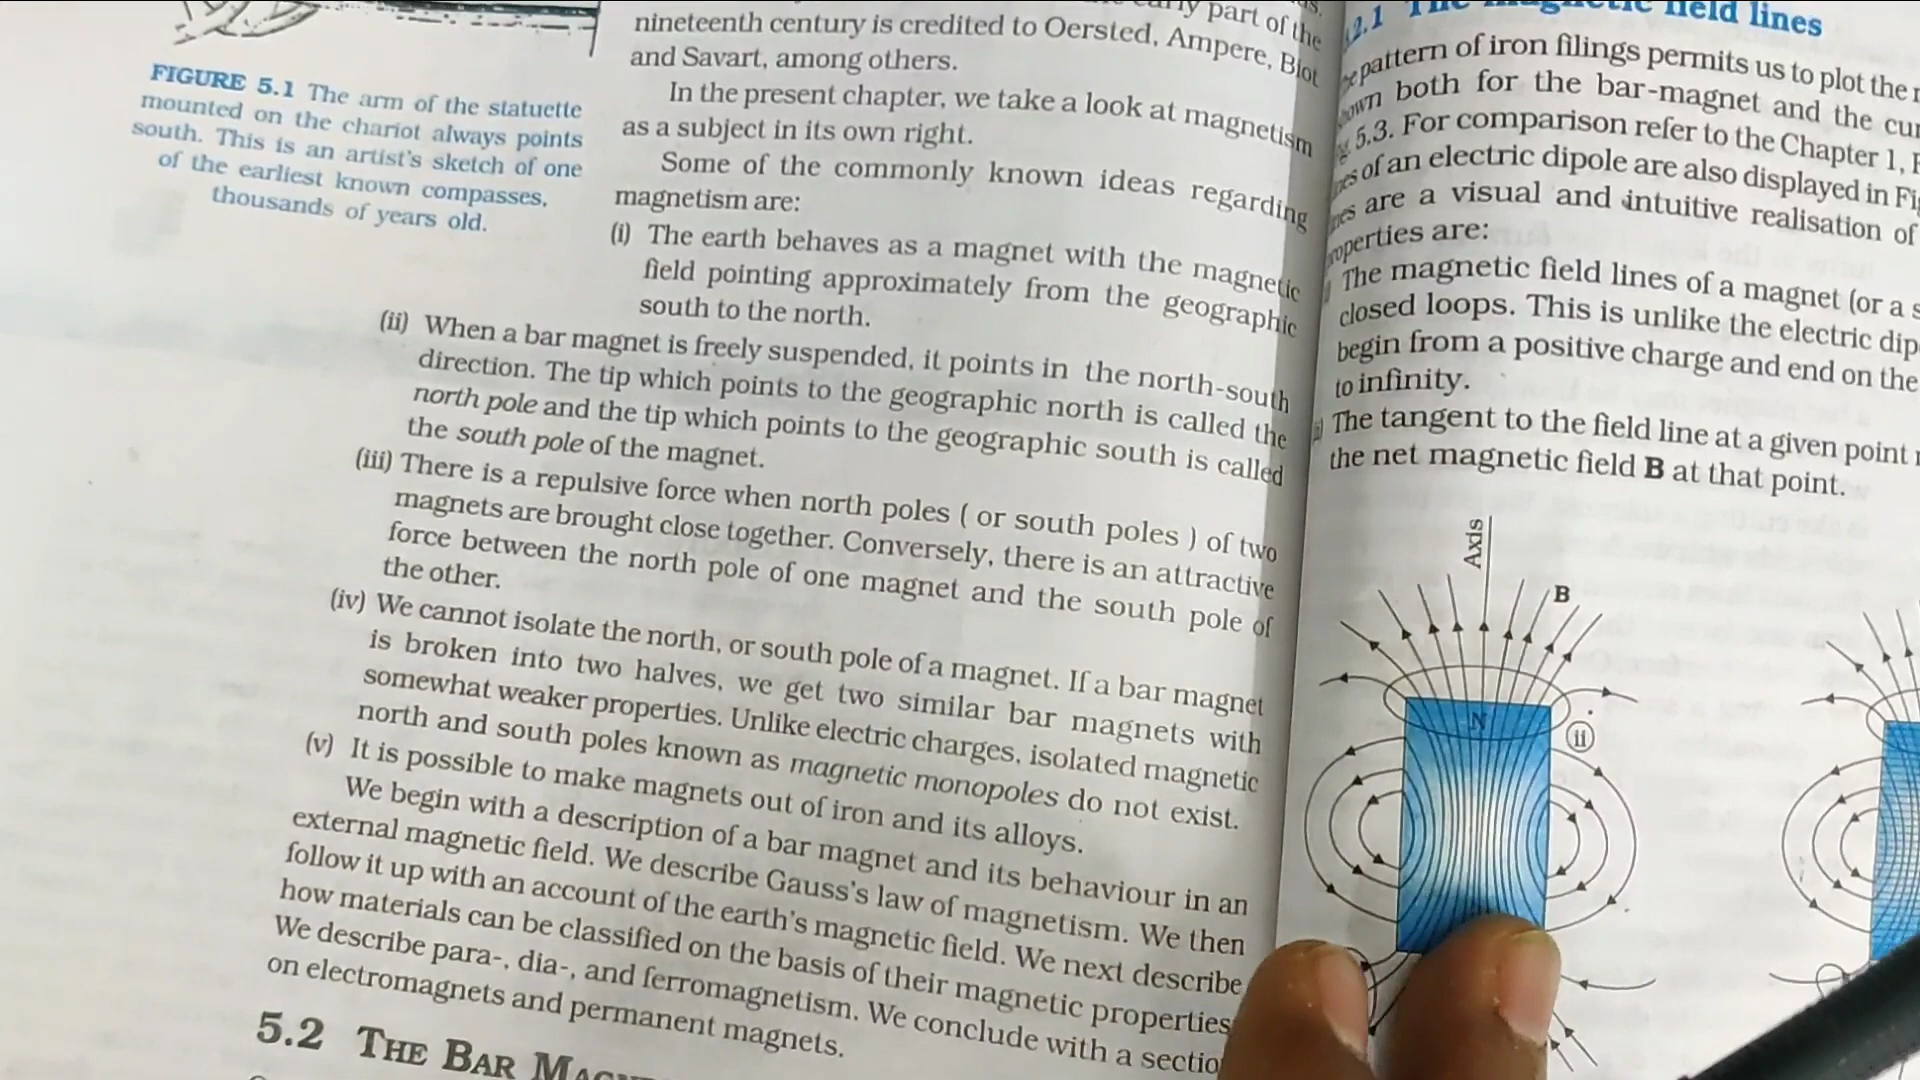 FIGURE 5.1 The arm of the statuette
mounted on the chariot always points
south. This is an artist's sketch of one
of the earliest known compasses,
thousands of years old.
part of the
nineteenth century is credited to Oersted, Ampere, Biot
and Savart, among others.
In the present chapter, we take a look at magnetism
as a subject in its own right.
Some of the commonly known ideas regarding
magnetism are:
(i) The earth behaves as a magnet with the magnetic
field pointing approximately from the geographic
south to the north.
(ii) When a bar magnet is freely suspended, it points in the north-south
direction. The tip which points to the geographic north is called the
north pole and the tip which points to the geographic south is called
the south pole of the magnet.
(iii) There is a repulsive force when north poles ( or south poles ) of two
magnets are brought close together. Conversely, there is an attractive
force between the north pole of one magnet and the south pole of
the other.
(iv) We cannot isolate the north, or south pole of a magnet. If a bar magnet
is broken into two halves, we get two similar bar magnets with
somewhat weaker properties. Unlike electric charges, isolated magnetic
north and south poles known as magnetic monopoles do not exist.
(v) It is possible to make magnets out of iron and its alloys.
We begin with a description of a bar magnet and its behaviour in an
external magnetic field. We describe Gauss's law of magnetism. We then
follow it up with an account of the earth's magnetic field. We next describe
how materials can be classified on the basis of their magnetic properties
We describe para-, dia-, and ferromagnetism. We conclude with a sectio
on electromagnets and permanent magnets.
5.2 THE BAR
field lines
pattern of iron filings permits us to plot the
both for the bar-magnet and the
5.3. For comparison refer to the Chapter 1,
of an electric dipole are also displayed in
are a visual and intuitive realisation of
are:
The magnetic field lines of a magnet (or a
closed loops. This is unlike the electric
begin from a positive charge and end on the
to infinity.
The tangent to the field line at a given point
the net magnetic field B at that point.
Axis
B
N
ii